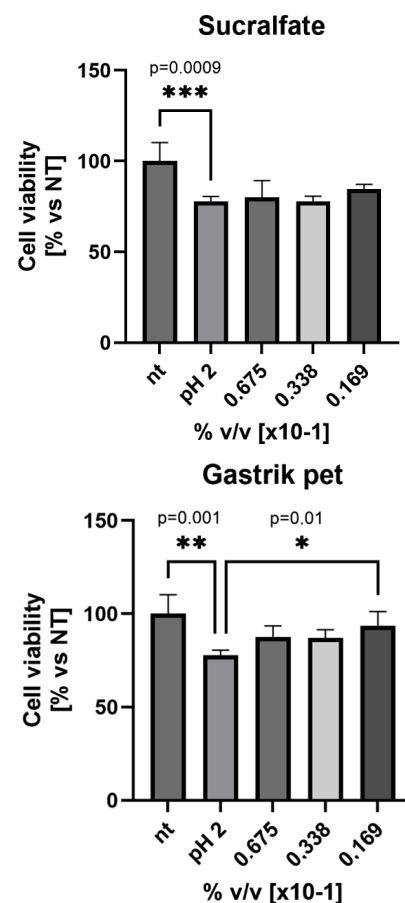 Sucralfate
p=0.0009
***
150
100
50
0
Cell viability
[% vs NT]
nt
pH 2
0.675
0.338
0.169
% v/v [x10-1]
Gastrik pet
p=0.001
p=0.01
**
*
150
100
50
0
Cell viability
[% vs NT]
nt
pH 2
0.675
0.338
0.169
% v/v [x10-1]